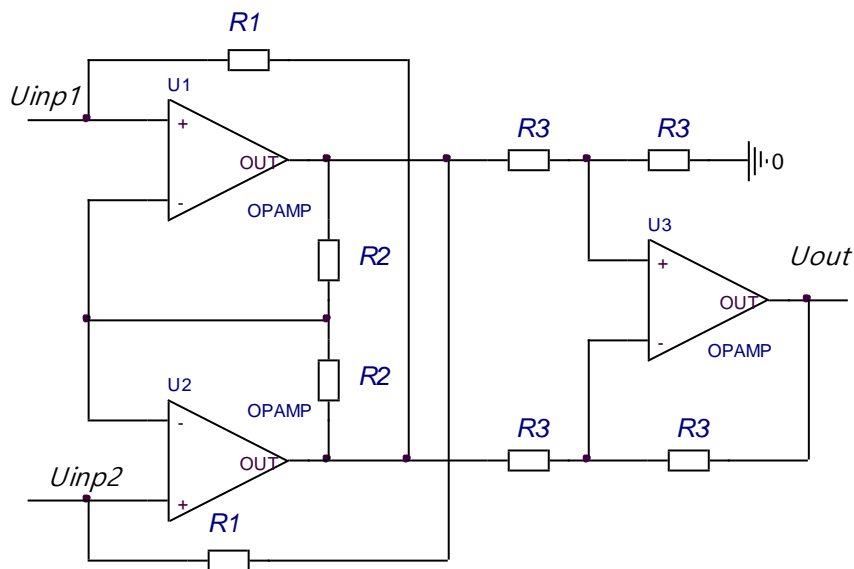 R1
U1
Uinp1
+
OUT
-
OPAMP
R2
R3
R3
0
U3
+
Uout
OUT
-
OPAMP
R2
U2
OPAMP
-
OUT
+
Uinp2
R1
R3
R3